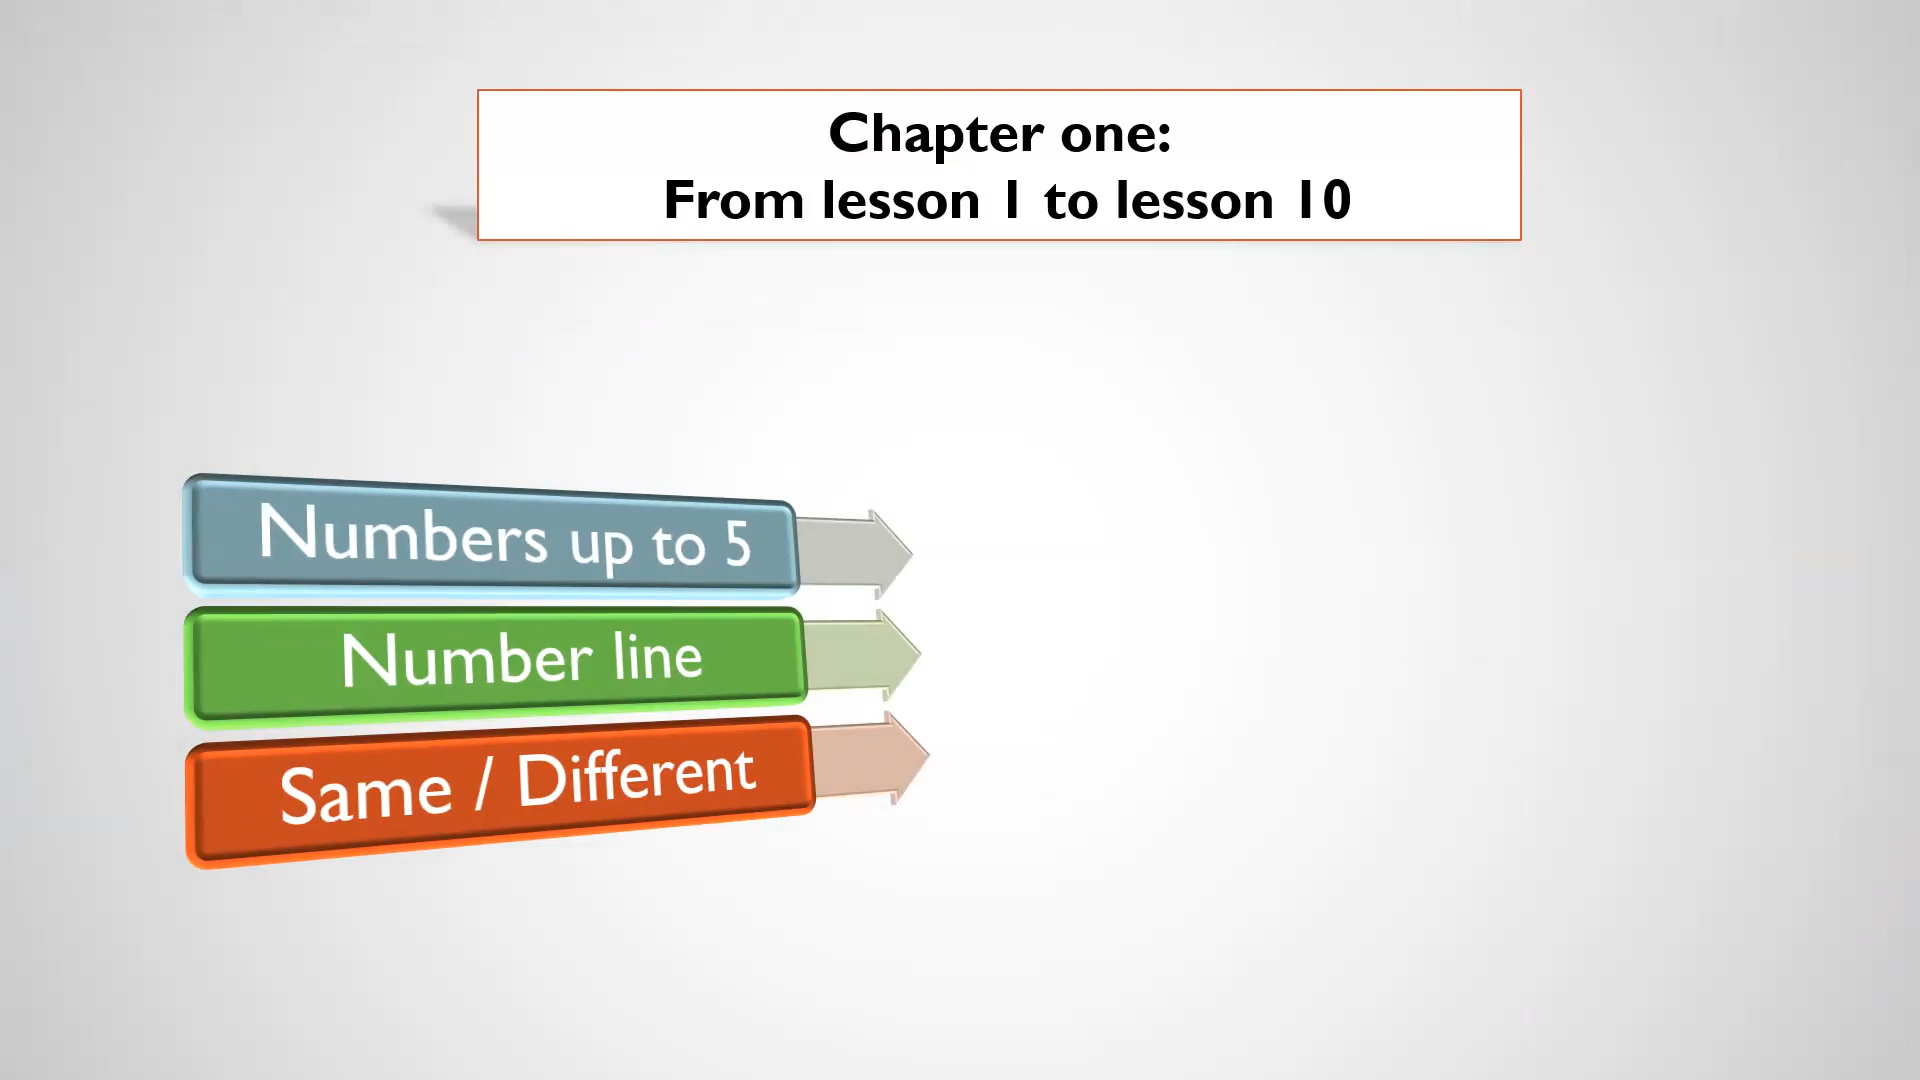 Chapter one:
From lesson 1 to lesson 10
Numbers up to 5
Number line
Same / Different